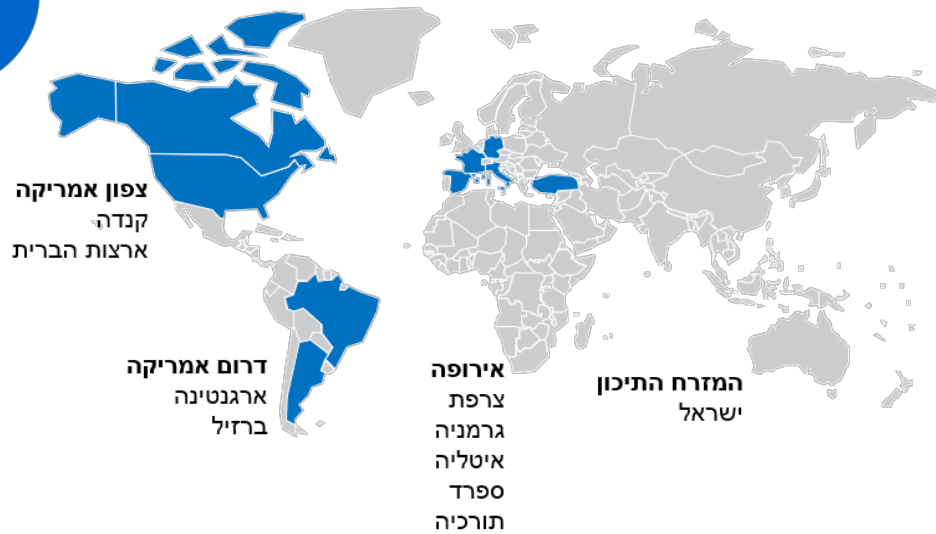 צפון אמריקה
קנדה
ארצות הברית
דרום אמריקה
ארגנטינה
ברזיל
אירופה
צרפת
גרמניה
איטליה
ספרד
תורכיה
המזרח התיכון
ישראל